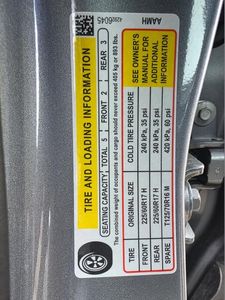 42926045
AAMH
TIRE AND LOADING INFORMATION
SEATING CAPACITY TOTAL 5 FRONT 2 REAR 3
The combined weight of occupants and cargo should never exceed 405 kg or 893 lbs.
TIRE ORIGINAL SIZE COLD TIRE PRESSURE
FRONT 225/60R17 H 240 kPa, 35 psi
REAR 225/60R17 H 240 kPa, 35 psi
SPARE T125/70R16 M 420 kPa, 60 psi
SEE OWNER'S
MANUAL FOR
ADDITIONAL
INFORMATION